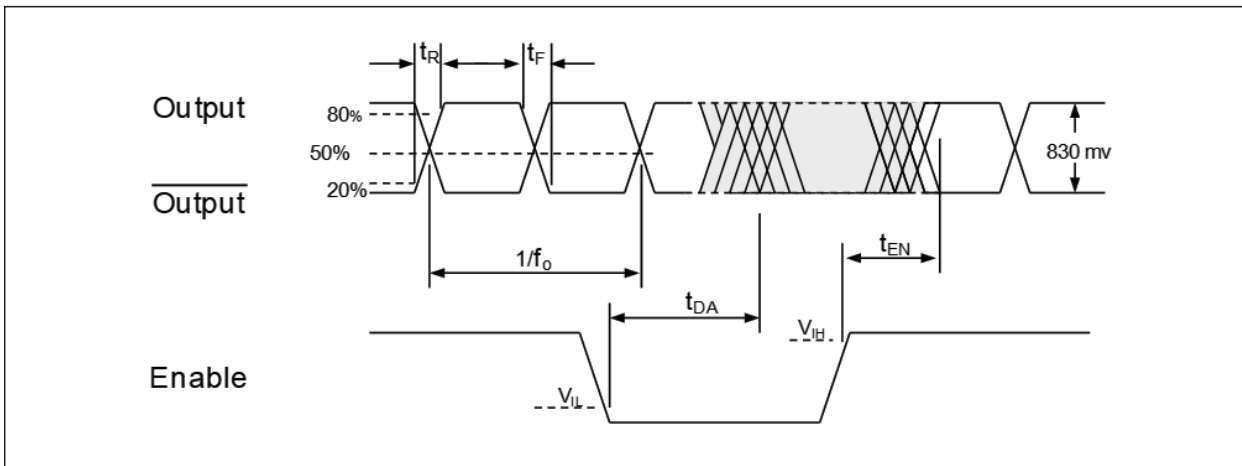 tR
tF
Output
80%
50%
20%
Output
830 mv
1/fo
tEN
tDA
VIH
Enable
VIL